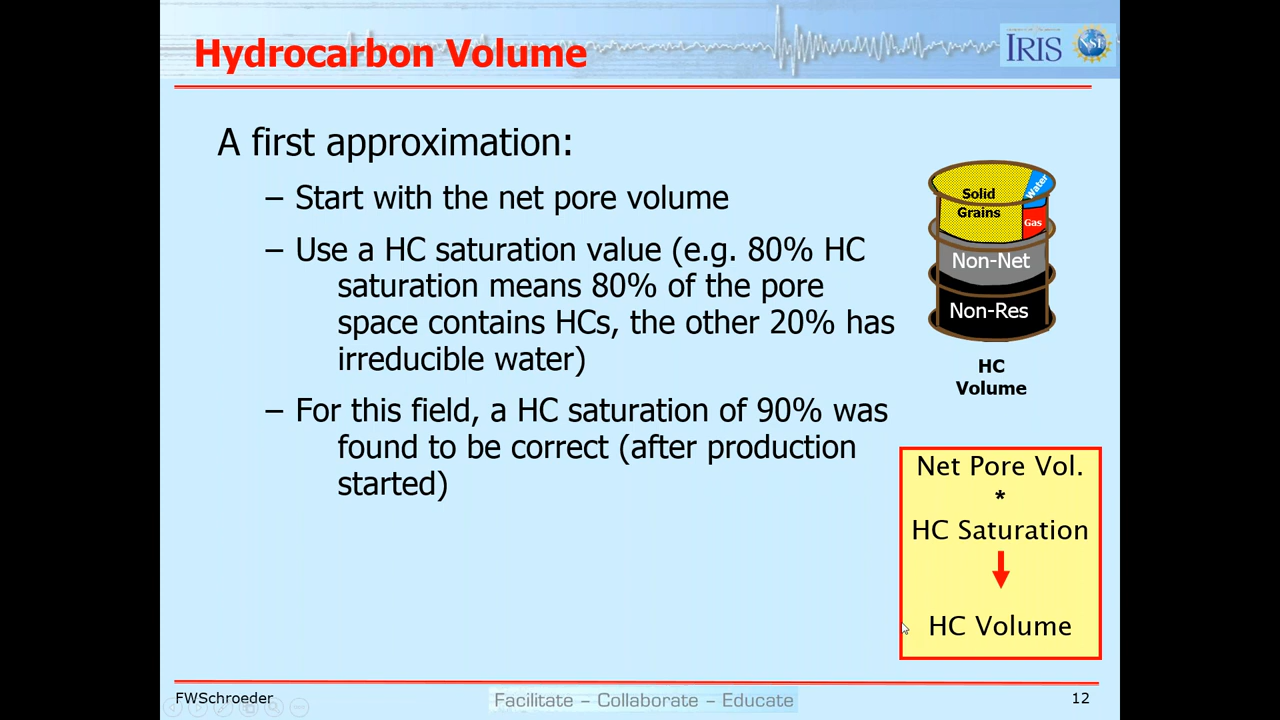 Hydrocarbon Volume
IRIS
NSF
A first approximation:
– Start with the net pore volume
– Use a HC saturation value (e.g. 80% HC
saturation means 80% of the pore
space contains HCs, the other 20% has
irreducible water)
– For this field, a HC saturation of 90% was
found to be correct (after production
started)
Solid
Grains
Water
Gas
Non-Net
Non-Res
HC
Volume
Net Pore Vol.
*
HC Saturation
HC Volume
FWSchroeder
Facilitate – Collaborate – Educate
12